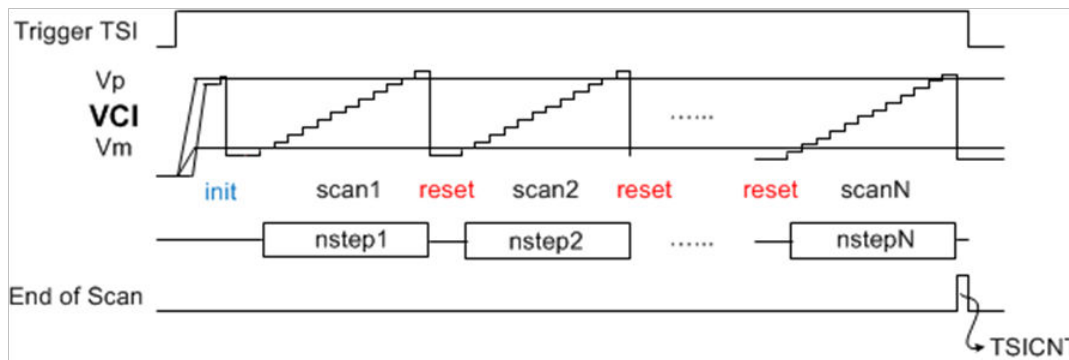 Trigger TSI
Vp
VCI
Vm
init scan1 reset scan2 reset reset scanN
nstep1 nstep2 ...... nstepN
......
End of Scan
TSICNT